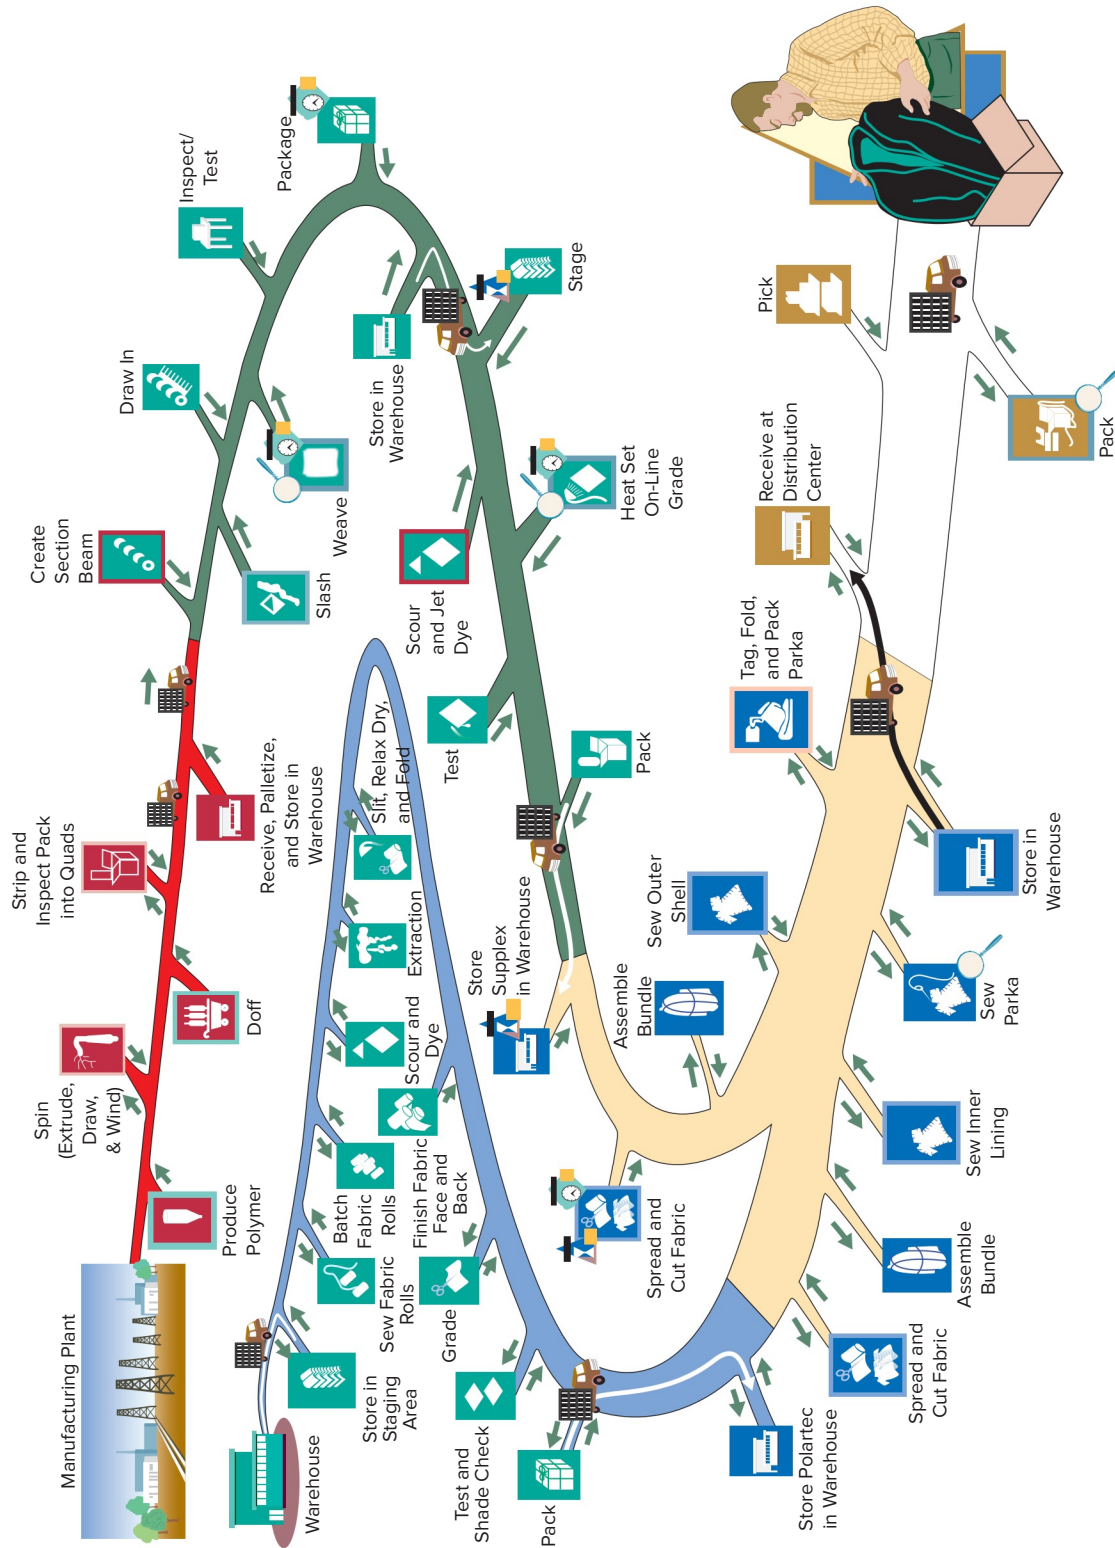 Manufacturing Plant
Produce
Polymer
Spin
(Extrude,
Draw,
& Wind)
Doff
Strip and
Inspect Pack
into Quads
Receive, Palletize,
and Store in
Warehouse
Create
Section
Beam
Slash
Draw In
Weave
Inspect/
Test
Package
Store in
Warehouse
Stage
Scour
and Jet
Dye
Heat Set
On-Line
Grade
Test
Pack
Store
Supplex
in Warehouse
Spread and
Cut Fabric
Assemble
Bundle
Warehouse
Store in
Staging
Area
Sew Fabric
Rolls
Batch
Fabric
Rolls
Scour and
Dye
Extraction
Slit, Relax Dry,
and Fold
Finish Fabric
Face and
Back
Grade
Test and
Shade Check
Pack
Store Polartec
in Warehouse
Spread and
Cut Fabric
Assemble
Bundle
Sew Inner
Lining
Sew Outer
Shell
Sew
Parka
Tag, Fold,
and Pack
Parka
Store in
Warehouse
Receive at
Distribution
Center
Pick
Pack